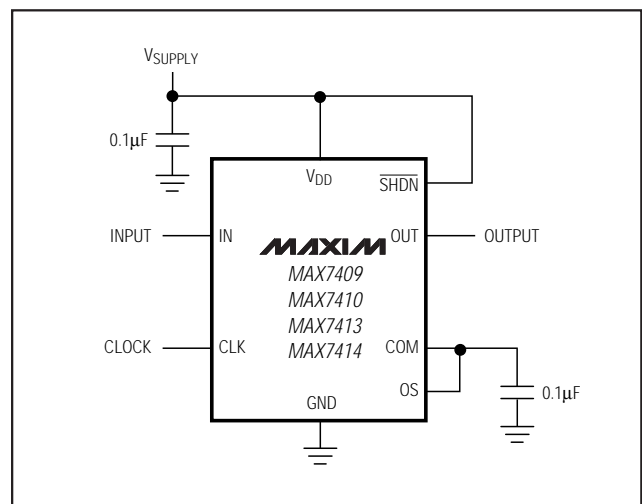 VSUPPLY
0.1μF
VDD
SHDN
INPUT
IN
MAXIM
OUT
OUTPUT
MAX7409
MAX7410
MAX7413
MAX7414
CLOCK
CLK
COM
OS
0.1μF
GND